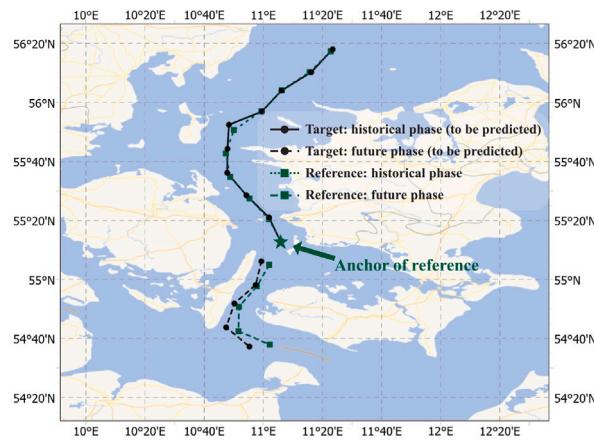 10°E 10°20'E 10°40'E 11°E 11°20'E 11°40'E 12°E 12°20'E
56°20'N 56°20'N
56°N 56°N
Target: historical phase (to be predicted)
Target: future phase (to be predicted)
55°40'N 55°40'N
Reference: historical phase
Reference: future phase
55°20'N 55°20'N
Anchor of reference
55°N 55°N
54°40'N 54°40'N
54°20'N 54°20'N
10°E 10°20'E 10°40'E 11°E 11°20'E 11°40'E 12°E 12°20'E